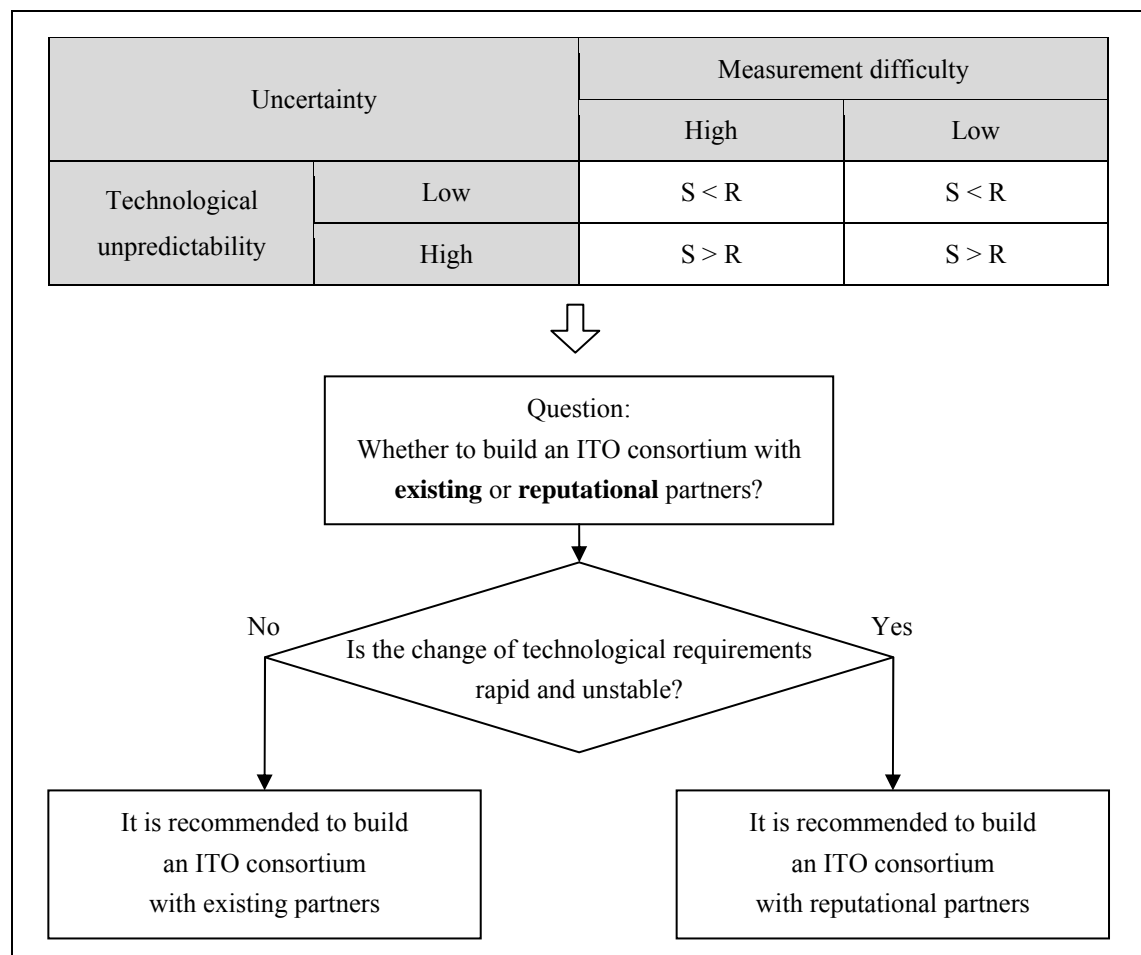 Uncertainty
Measurement difficulty
High
Low
Technological
unpredictability
Low
S < R
S < R
High
S > R
S > R
Question:
Whether to build an ITO consortium with
existing or reputational partners?
No
Yes
Is the change of technological requirements
rapid and unstable?
It is recommended to build
an ITO consortium
with existing partners
It is recommended to build
an ITO consortium
with reputational partners